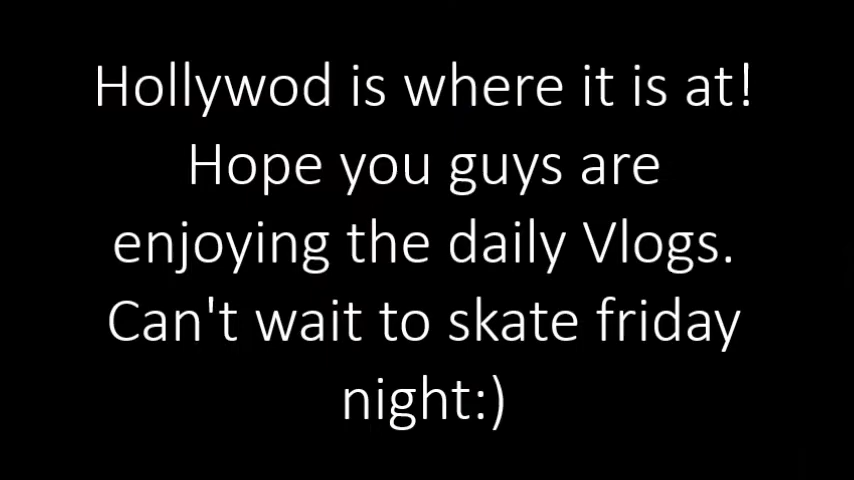 Hollywod is where it is at!
Hope you guys are
enjoying the daily Vlogs.
Can't wait to skate friday
night:)